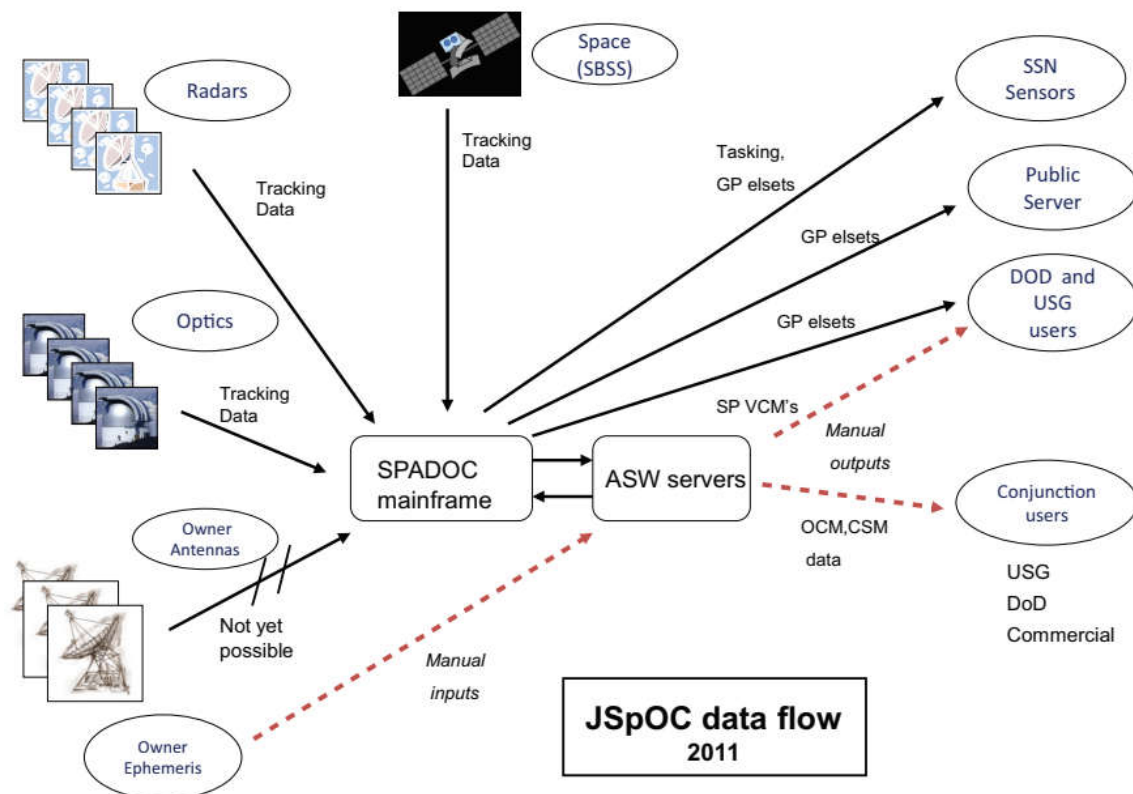 Radars
Space
(SBSS)
SSN
Sensors
Tracking
Data
Tracking
Data
Tasking,
GP elsets
Public
Server
GP elsets
DOD and
USG
users
Optics
GP elsets
Tracking
Data
SP VCM's
Manual
outputs
SPADOC
mainframe
ASW servers
Conjunction
users
Owner
Antennas
OCM,CSM
data
USG
DoD
Commercial
Not yet
possible
Manual
inputs
JSpOC data flow
2011
Owner
Ephemeris